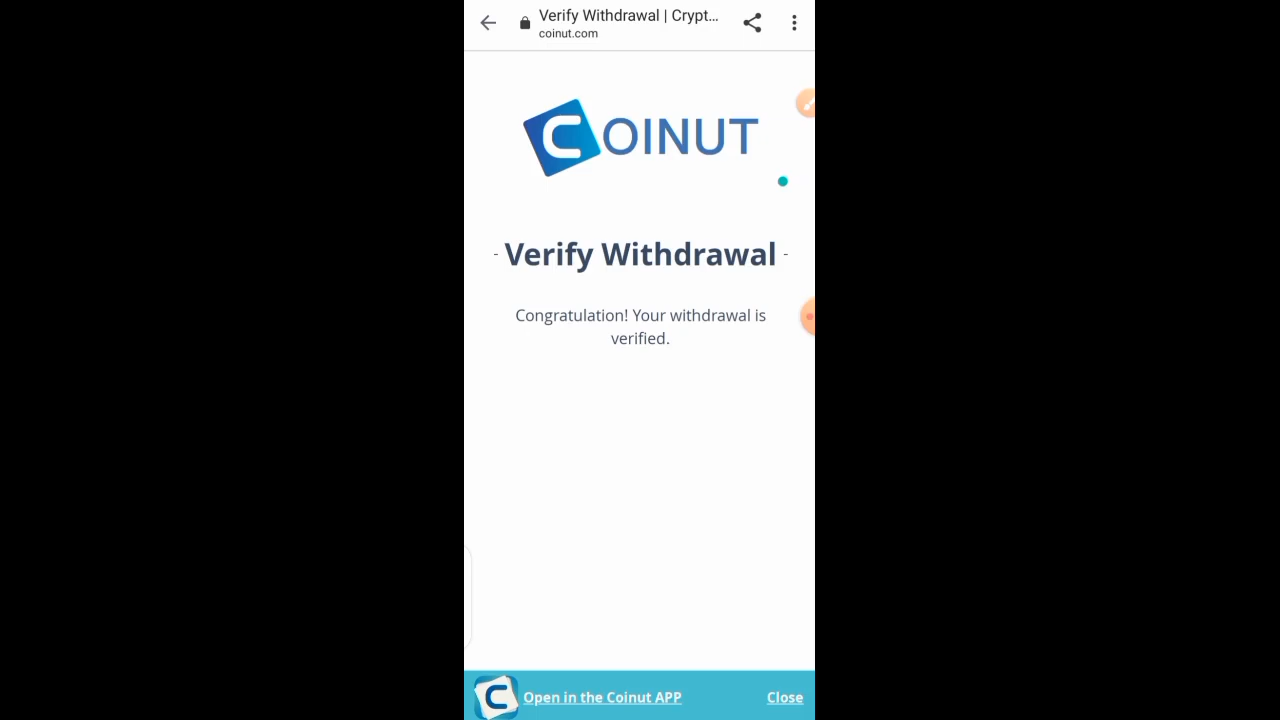 Verify Withdrawal | Crypt...
coinut.com
COINUT
- Verify Withdrawal -
Congratulation! Your withdrawal is
verified.
C Open in the Coinut APP Close